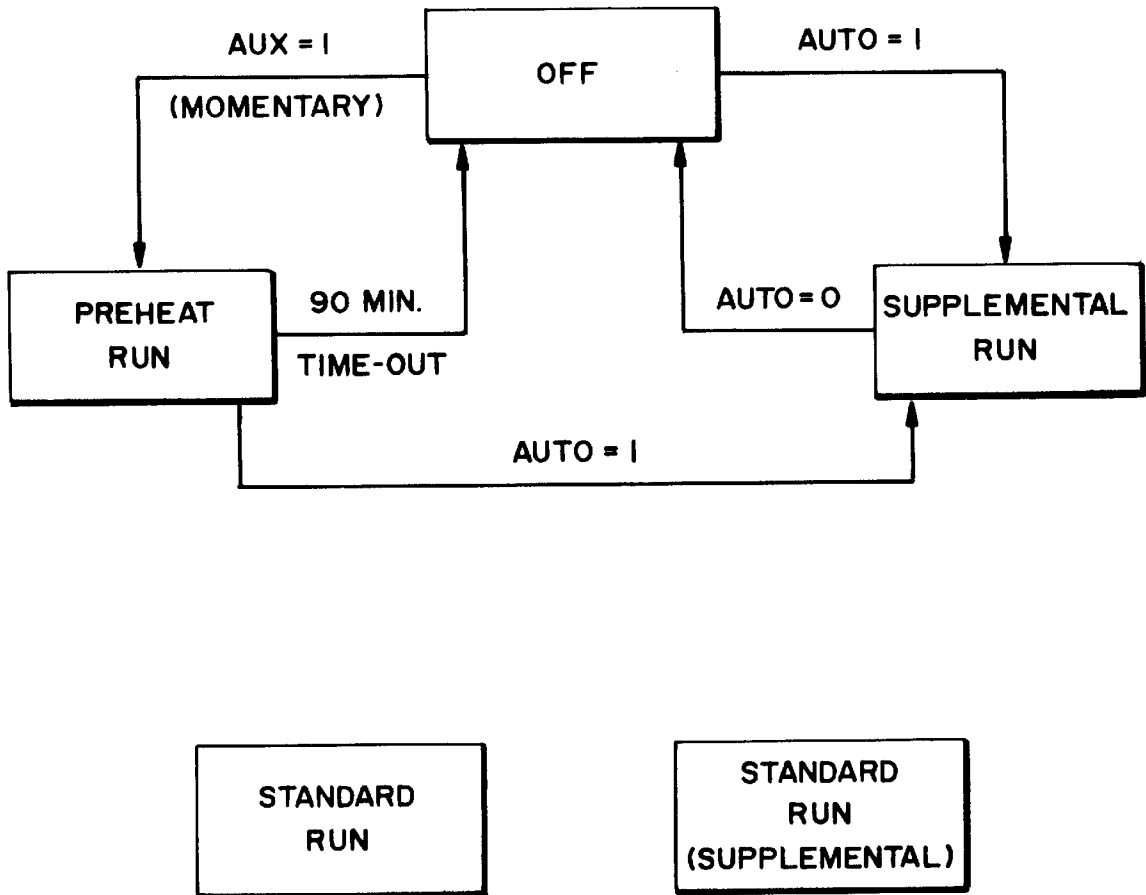 AUX = 1
(MOMENTARY)
OFF
AUTO = 1
PREHEAT
RUN
90 MIN.
TIME-OUT
AUTO = 0
SUPPLEMENTAL
RUN
AUTO = 1
STANDARD
RUN
STANDARD
RUN
(SUPPLEMENTAL)